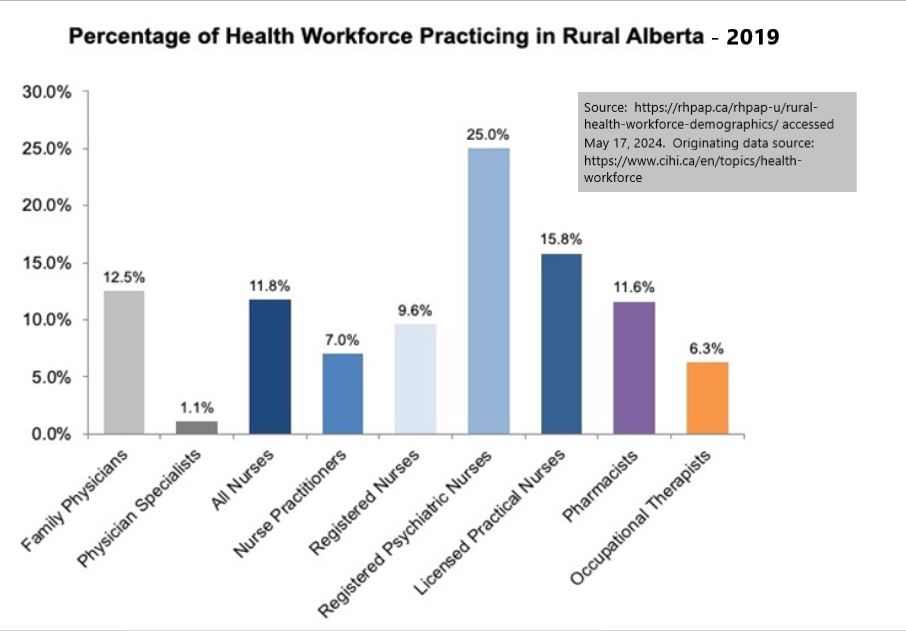 Percentage of Health Workforce Practicing in Rural Alberta - 2019
30.0%
25.0%
20.0%
15.0%
10.0%
5.0%
0.0%
Source: https://rhpap.ca/rhpap-u/rural-
health-workforce-demographics/ accessed
May 17, 2024. Originating data source:
https://www.cihi.ca/en/topics/health-
workforce
12.5%
1.1%
11.8%
7.0%
9.6%
25.0%
15.8%
11.6%
6.3%
Family Physicians
Physician Specialists
All Nurses
Nurse Practitioners
Registered Nurses
Registered Psychiatric Nurses
Licensed Practical Nurses
Pharmacists
Occupational Therapists